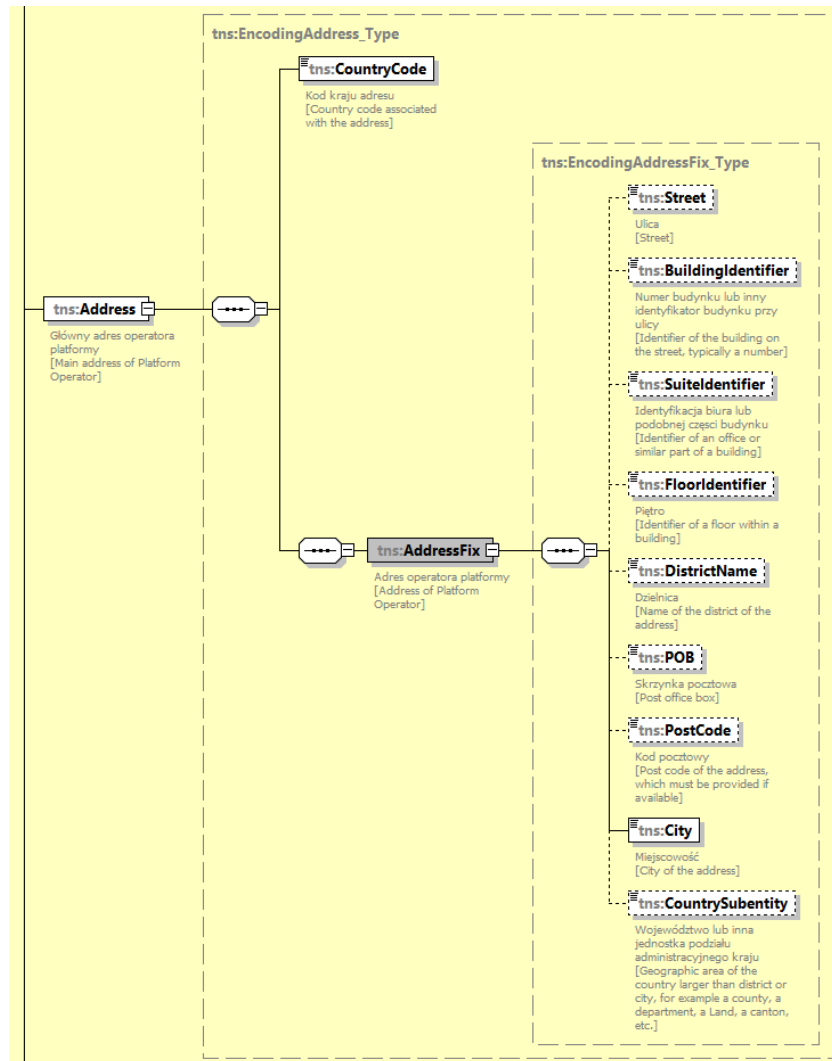 tns:EncodingAddress_Type
tns:CountryCode
Kod kraju adresu
[Country code associated
with the address]
tns:EncodingAddressFix_Type
tns:Street
Ulica
[Street]
tns:BuildingIdentifier
Numer budynku lub inny
identyfikator budynku przy
ulicy
[Identifier of the building on
the street, typically a number]
tns:Address
Główny adres operatora
platformy
[Main address of Platform
Operator]
tns:SuiteIdentifier
Identyfikacja biura lub
podobnej części budynku
[Identifier of an office or
similar part of a building]
tns:FloorIdentifier
Piętro
[Identifier of a floor within a
building]
tns:AddressFix
Adres operatora platformy
[Address of Platform
Operator]
tns:DistrictName
Dzielnica
[Name of the district of the
address]
tns:POB
Skrzynka pocztowa
[Post office box]
tns:PostCode
Kod pocztowy
[Post code of the address,
which must be provided if
available]
tns:City
Miejscowość
[City of the address]
tns:CountrySubentity
Województwo lub inna
jednostka podziału
administracyjnego kraju
[Geographic area of the
country larger than district or
city, for example a county, a
department, a Land, a canton,
etc.]